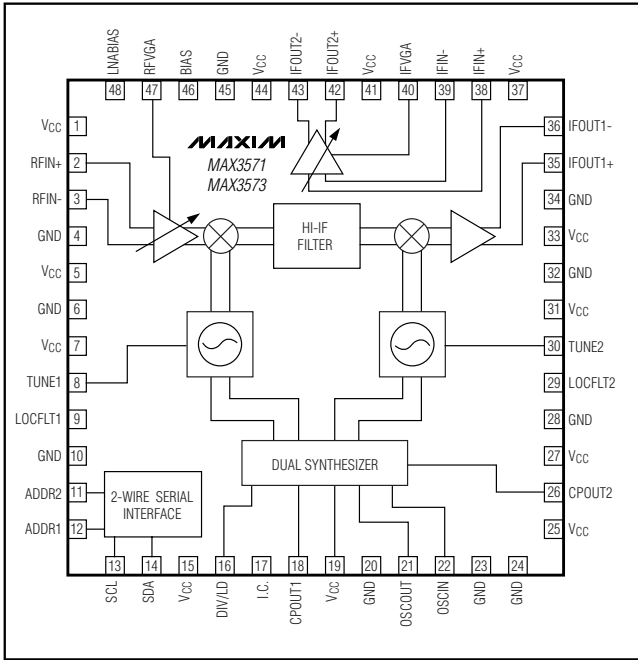 LNABIAS
RFVGA
BIAS
GND
VCC
IFOUT2-
IFOUT2+
VCC
IFVGA
IFIN-
IFIN+
VCC
48 47 46 45 44 43 42 41 40 39 38 37
VCC 1
RFIN+ 2
RFIN- 3
GND 4
VCC 5
GND 6
VCC 7
TUNE1 8
LOCFLT1 9
GND 10
ADDR2 11
ADDR1 12
MAXIM
MAX3571
MAX3573
HI-IF
FILTER
DUAL SYNTHESIZER
2-WIRE SERIAL
INTERFACE
36 IFOUT1-
35 IFOUT1+
34 GND
33 VCC
32 GND
31 VCC
30 TUNE2
29 LOCFLT2
28 GND
27 VCC
26 CPOUT2
25 VCC
13 14 15 16 17 18 19 20 21 22 23 24
SCL
SDA
VCC
DIV/LD
I.C.
CPOUT1
VCC
GND
OSCOUT
OSCIN
GND
GND